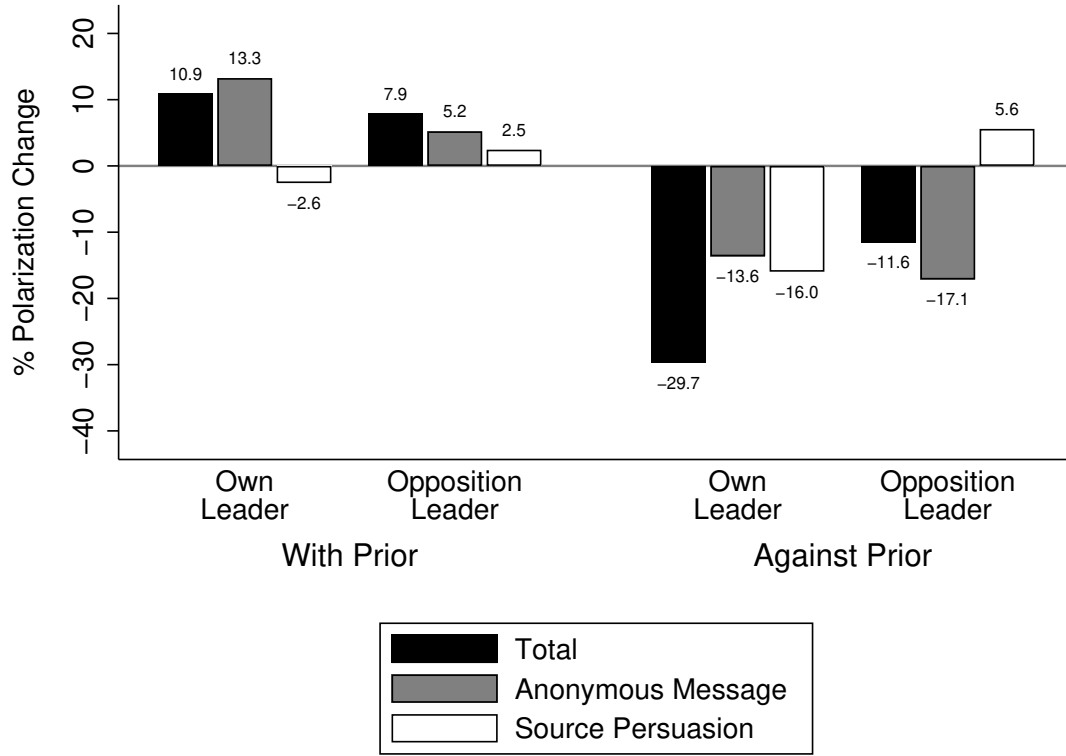 % Polarization Change
20
10
0
−10
−20
−30
−40
10.9
13.3
−2.6
7.9
5.2
2.5
−29.7
−13.6
−16.0
−11.6
−17.1
5.6
Own
Leader
Opposition
Leader
Own
Leader
Opposition
Leader
With Prior
Against Prior
Total
Anonymous Message
Source Persuasion